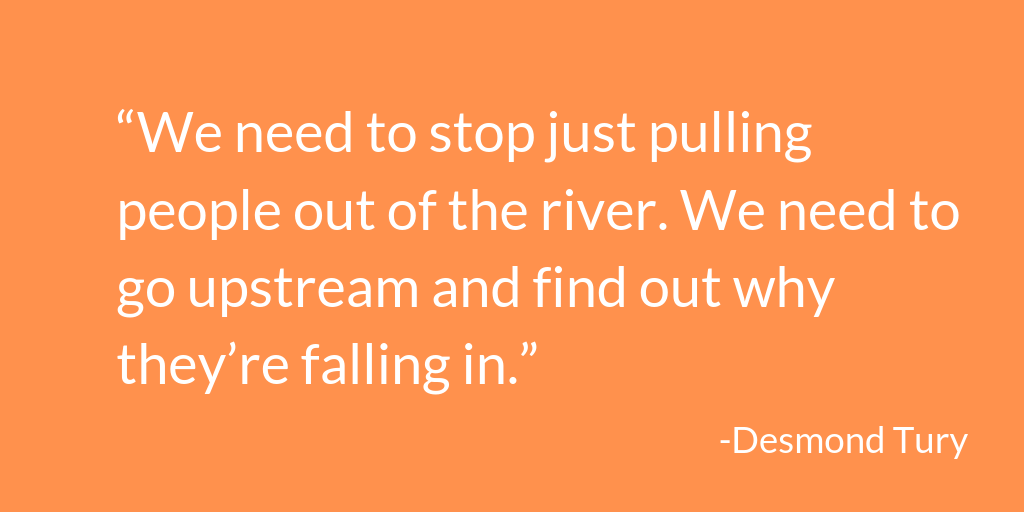 “We need to stop just pulling
people out of the river. We need to
go upstream and find out why
they’re falling in.”
-Desmond Tury